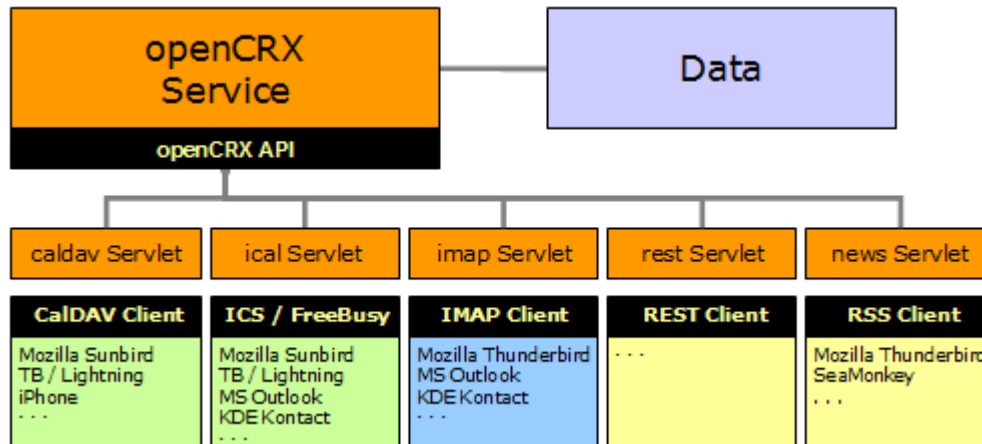 openCRX
Service
Data
openCRX API
caldav Servlet
ical Servlet
imap Servlet
rest Servlet
news Servlet
CalDAV Client
Mozilla Sunbird
TB / Lightning
iPhone
. . .
ICS / FreeBusy
Mozilla Sunbird
TB / Lightning
MS Outlook
KDE Kontact
. . .
IMAP Client
Mozilla Thunderbird
MS Outlook
KDE Kontact
. . .
REST Client
. . .
RSS Client
Mozilla Thunderbird
SeaMonkey
. . .